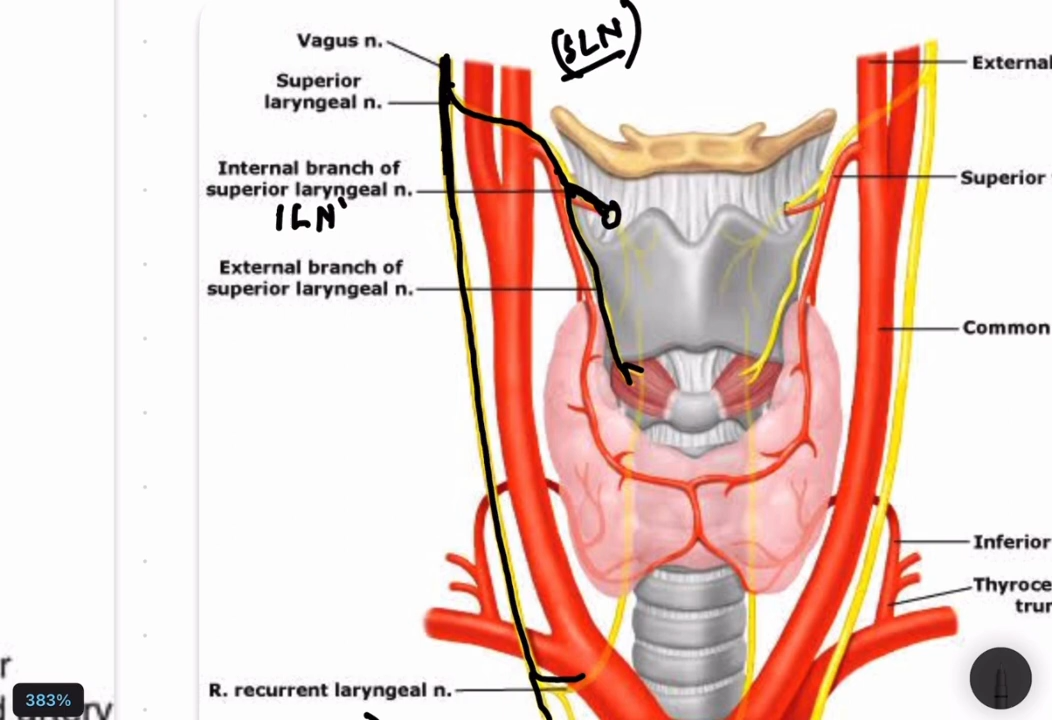 (SLN)
Vagus n.
Superior
laryngeal n.
Internal branch of
superior laryngeal n.
ILN
External branch of
superior laryngeal n.
R. recurrent laryngeal n.
External
Superior
Common
Inferior
Thyroce
trur
r
383%